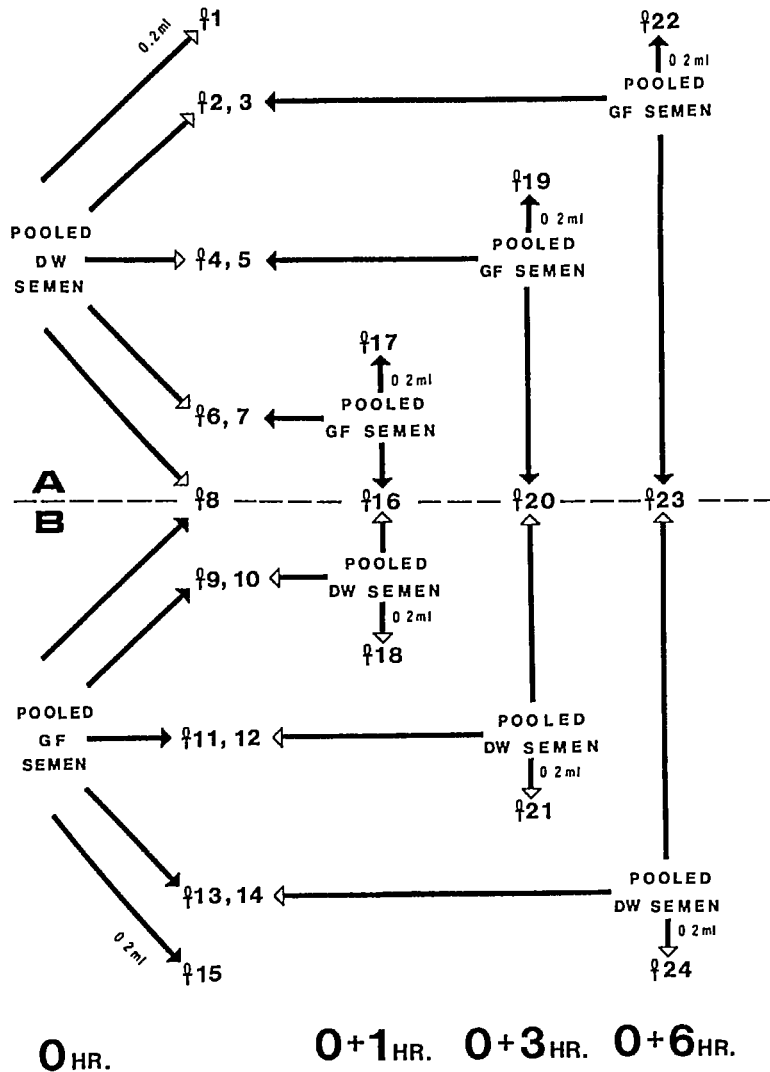 ♀1
0.2ml
♀22
0 2ml
POOLED
GF SEMEN
♀2, 3
♀19
0 2ml
POOLED
GF SEMEN
POOLED
DW
SEMEN
♀4, 5
♀17
0 2ml
POOLED
GF SEMEN
♀6, 7
A
♀8
♀16
♀20
♀23
B
POOLED
DW SEMEN
0 2ml
♀9, 10
♀18
POOLED
GF
SEMEN
♀11, 12
POOLED
DW SEMEN
0 2ml
♀21
♀13, 14
POOLED
DW SEMEN
0 2ml
0 2ml
♀15
♀24
0 HR.
0+1 HR.
0+3 HR.
0+6 HR.